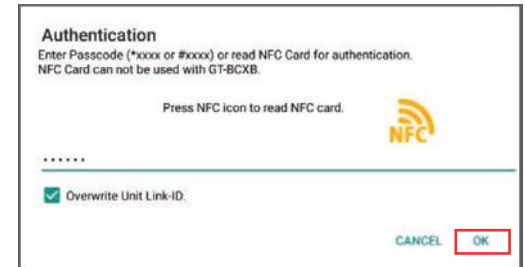 Authentication
Enter Passcode (*xxxx or #xxxx) or read NFC Card for authentication.
NFC Card can not be used with GT-BCXB.
Press NFC icon to read NFC card.
NFC
......
Overwrite Unit Link-ID.
CANCEL OK